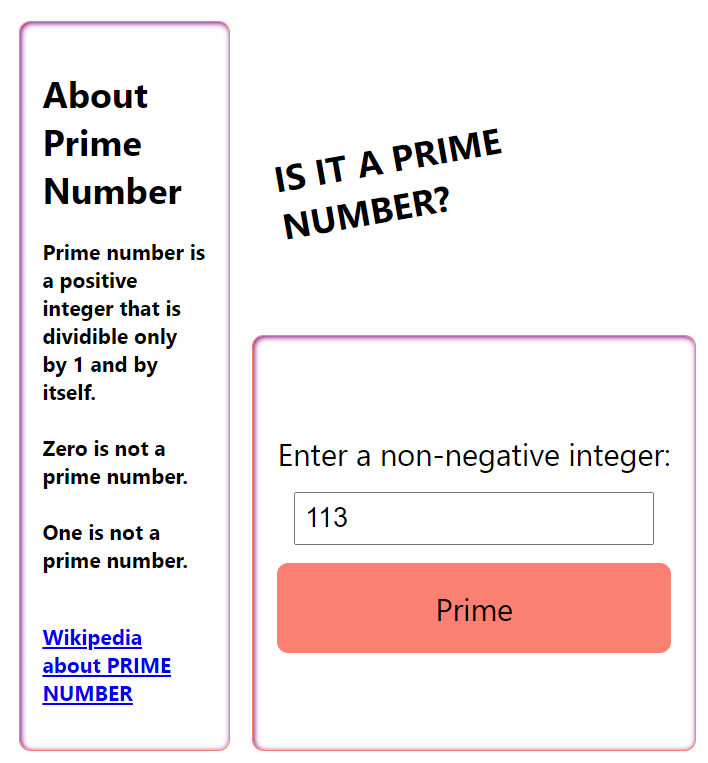 About
Prime
Number
Prime number is
a positive
integer that is
dividible only
by 1 and by
itself.
Zero is not a
prime number.
One is not a
prime number.
Wikipedia
about PRIME
NUMBER
IS IT A PRIME
NUMBER?
Enter a non-negative integer:
113
Prime